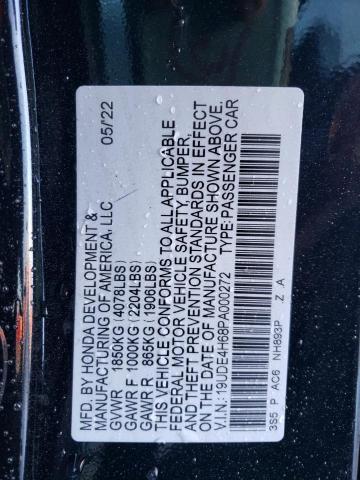 MFD. BY HONDA DEVELOPMENT & 05/22
MANUFACTURING OF AMERICA, LLC
GVWR 1850KG (4078LBS)
GAWR F 1000KG (2204LBS)
GAWR R 865KG (1906LBS)
THIS VEHICLE CONFORMS TO ALL APPLICABLE
FEDERAL MOTOR VEHICLE SAFETY, BUMPER,
AND THEFT PREVENTION STANDARDS IN EFFECT
ON THE DATE OF MANUFACTURE SHOWN ABOVE.
V.I.N.: 19UDE4H68PA000272 TYPE: PASSENGER CAR
3S5 P AC6 NH893P Z A